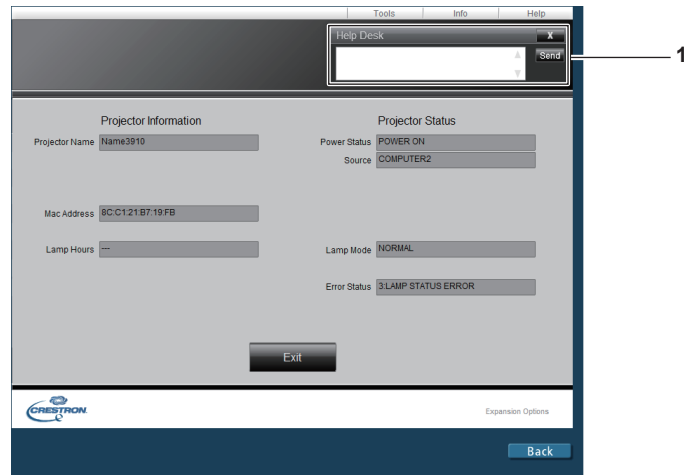 Tools Info Help
Help Desk X
Send
1
Projector Information Projector Status
Projector Name Name3910 Power Status POWER ON
Source COMPUTER2
Mac Address 8C:C1:21:B7:19:FB
Lamp Hours --- Lamp Mode NORMAL
Error Status 3:LAMP STATUS ERROR
Exit
CRESTRON. Expansion Options
Back